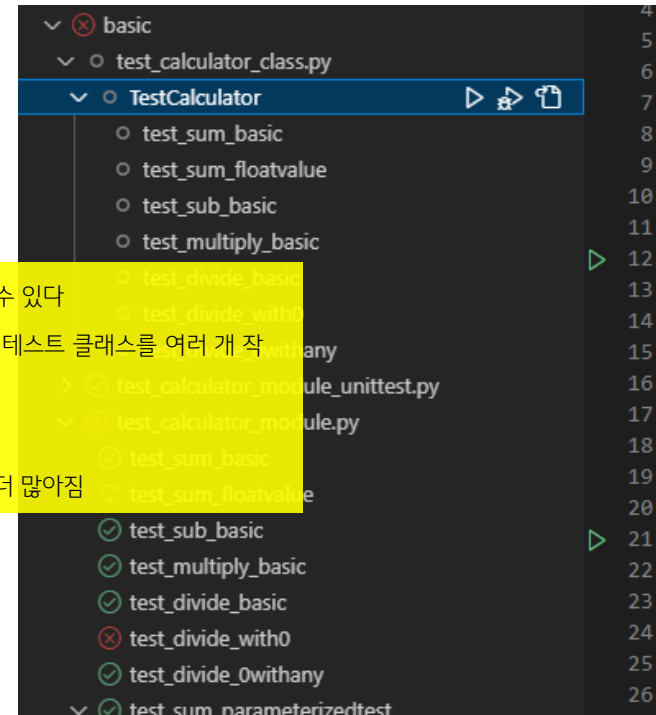 basic
4
5
test_calculator_class.py
6
TestCalculator
7
test_sum_basic
8
test_sum_floatvalue
9
test_sub_basic
10
test_multiply_basic
11
12
수 있다
test_divide_basic
13
test_divide_with0
14
테스트 클래스를 여러 개 작
withany
15
test_calculator_module_unittest.py
16
test_calculator_module.py
17
test_sum_basic
18
더 많아짐
test_sum_floatvalue
19
20
test_sub_basic
21
test_multiply_basic
22
test_divide_basic
23
test_divide_with0
24
test_divide_0withany
25
test_sum_parameterizedtest
26